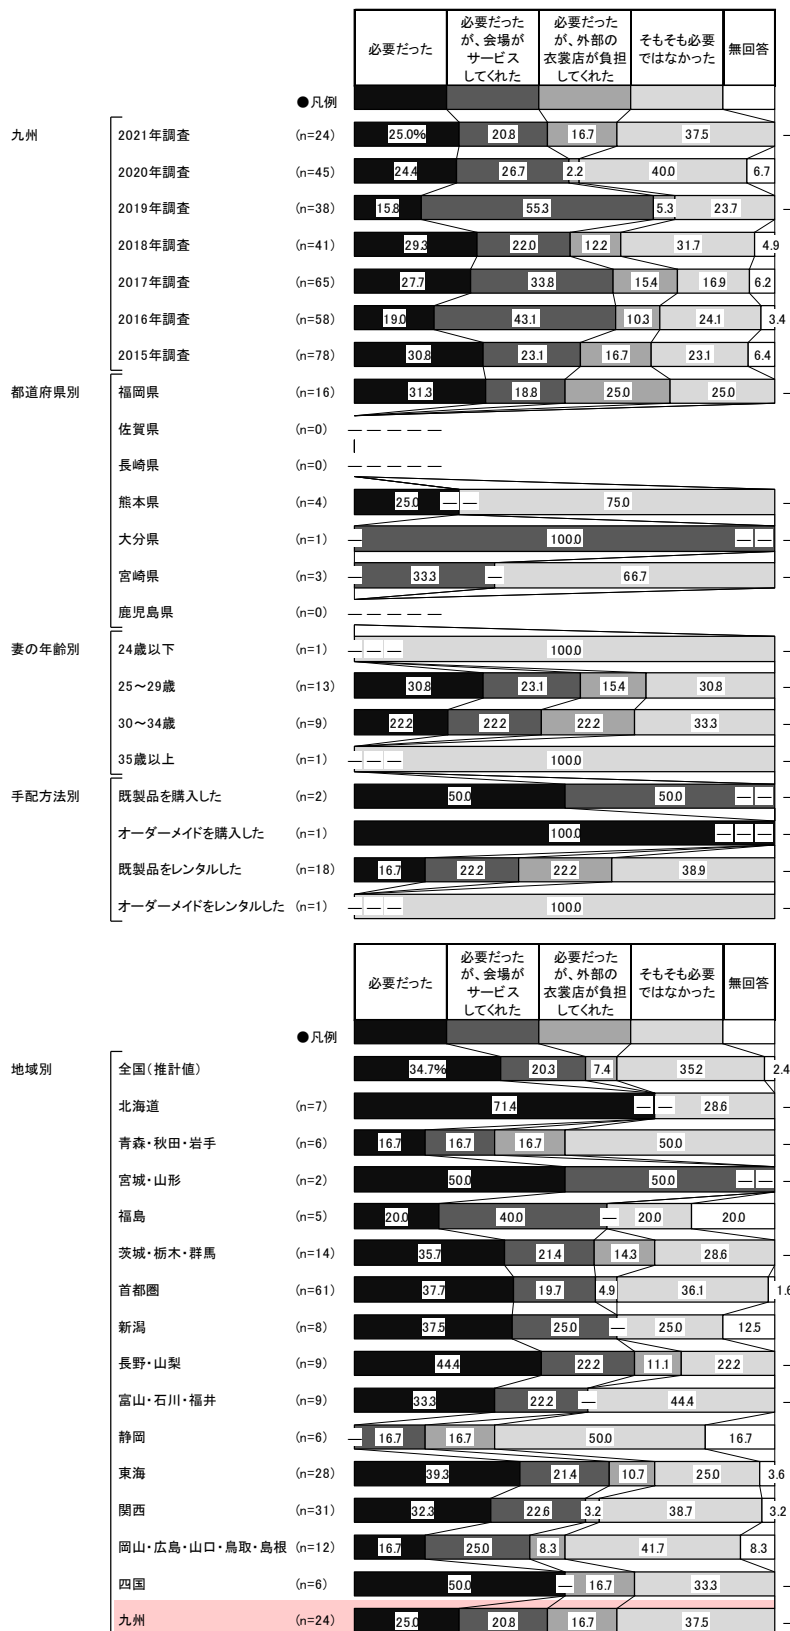 必要だった
必要だった
が、会場が
サービス
してくれた
必要だった
が、外部の
衣裳店が負担
してくれた
そもそも必要
ではなかった
無回答
●凡例
九州 2021年調査 (n=24) 25.0% 20.8 16.7 37.5 —
2020年調査 (n=45) 24.4 26.7 2.2 40.0 6.7
2019年調査 (n=38) 15.8 55.3 5.3 23.7 —
2018年調査 (n=41) 29.3 22.0 12.2 31.7 4.9
2017年調査 (n=65) 27.7 33.8 15.4 16.9 6.2
2016年調査 (n=58) 19.0 43.1 10.3 24.1 3.4
2015年調査 (n=78) 30.8 23.1 16.7 23.1 6.4
都道府県別 福岡県 (n=16) 31.3 18.8 25.0 25.0 —
佐賀県 (n=0) — — — — —
長崎県 (n=0) — — — — —
熊本県 (n=4) 25.0 — — 75.0 —
大分県 (n=1) — 100.0 — — —
宮崎県 (n=3) — 33.3 — 66.7 —
鹿児島県 (n=0) — — — — —
妻の年齢別 24歳以下 (n=1) — — — 100.0 —
25～29歳 (n=13) 30.8 23.1 15.4 30.8 —
30～34歳 (n=9) 22.2 22.2 22.2 33.3 —
35歳以上 (n=1) — — — 100.0 —
手配方法別 既製品を購入した (n=2) 50.0 50.0 — — —
オーダーメイドを購入した (n=1) 100.0 — — — —
既製品をレンタルした (n=18) 16.7 22.2 22.2 38.9 —
オーダーメイドをレンタルした (n=1) — — — 100.0 —
必要だった
必要だった
が、会場が
サービス
してくれた
必要だった
が、外部の
衣裳店が負担
してくれた
そもそも必要
ではなかった
無回答
●凡例
地域別 全国(推計値) 34.7% 20.3 7.4 35.2 2.4
北海道 (n=7) 71.4 — — 28.6 —
青森・秋田・岩手 (n=6) 16.7 16.7 16.7 50.0 —
宮城・山形 (n=2) 50.0 50.0 — — —
福島 (n=5) 20.0 40.0 — 20.0 20.0
茨城・栃木・群馬 (n=14) 35.7 21.4 14.3 28.6 —
首都圏 (n=61) 37.7 19.7 4.9 36.1 1.6
新潟 (n=8) 37.5 25.0 — 25.0 12.5
長野・山梨 (n=9) 44.4 22.2 11.1 22.2 —
富山・石川・福井 (n=9) 33.3 22.2 — 44.4 —
静岡 (n=6) — 16.7 16.7 50.0 16.7
東海 (n=28) 39.3 21.4 10.7 25.0 3.6
関西 (n=31) 32.3 22.6 3.2 38.7 3.2
岡山・広島・山口・鳥取・島根 (n=12) 16.7 25.0 8.3 41.7 8.3
四国 (n=6) 50.0 — 16.7 33.3 —
九州 (n=24) 25.0 20.8 16.7 37.5 —